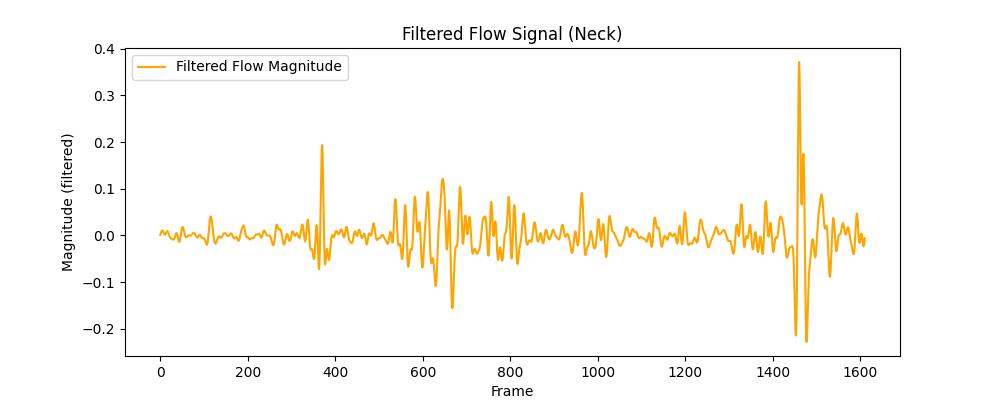 Filtered Flow Signal (Neck)
Filtered Flow Magnitude
Magnitude (filtered)
0.4
0.3
0.2
0.1
0.0
−0.1
−0.2
0 200 400 600 800 1000 1200 1400 1600
Frame